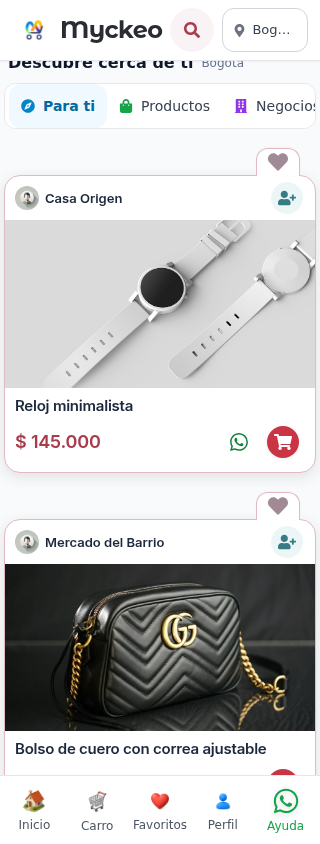 Myckeo
Bog...
Descubre cerca de ti Bogotá
Para ti Productos Negocios
Casa Origen
Reloj minimalista
$ 145.000
Mercado del Barrio
GG
Bolso de cuero con correa ajustable
Inicio Carro Favoritos Perfil Ayuda